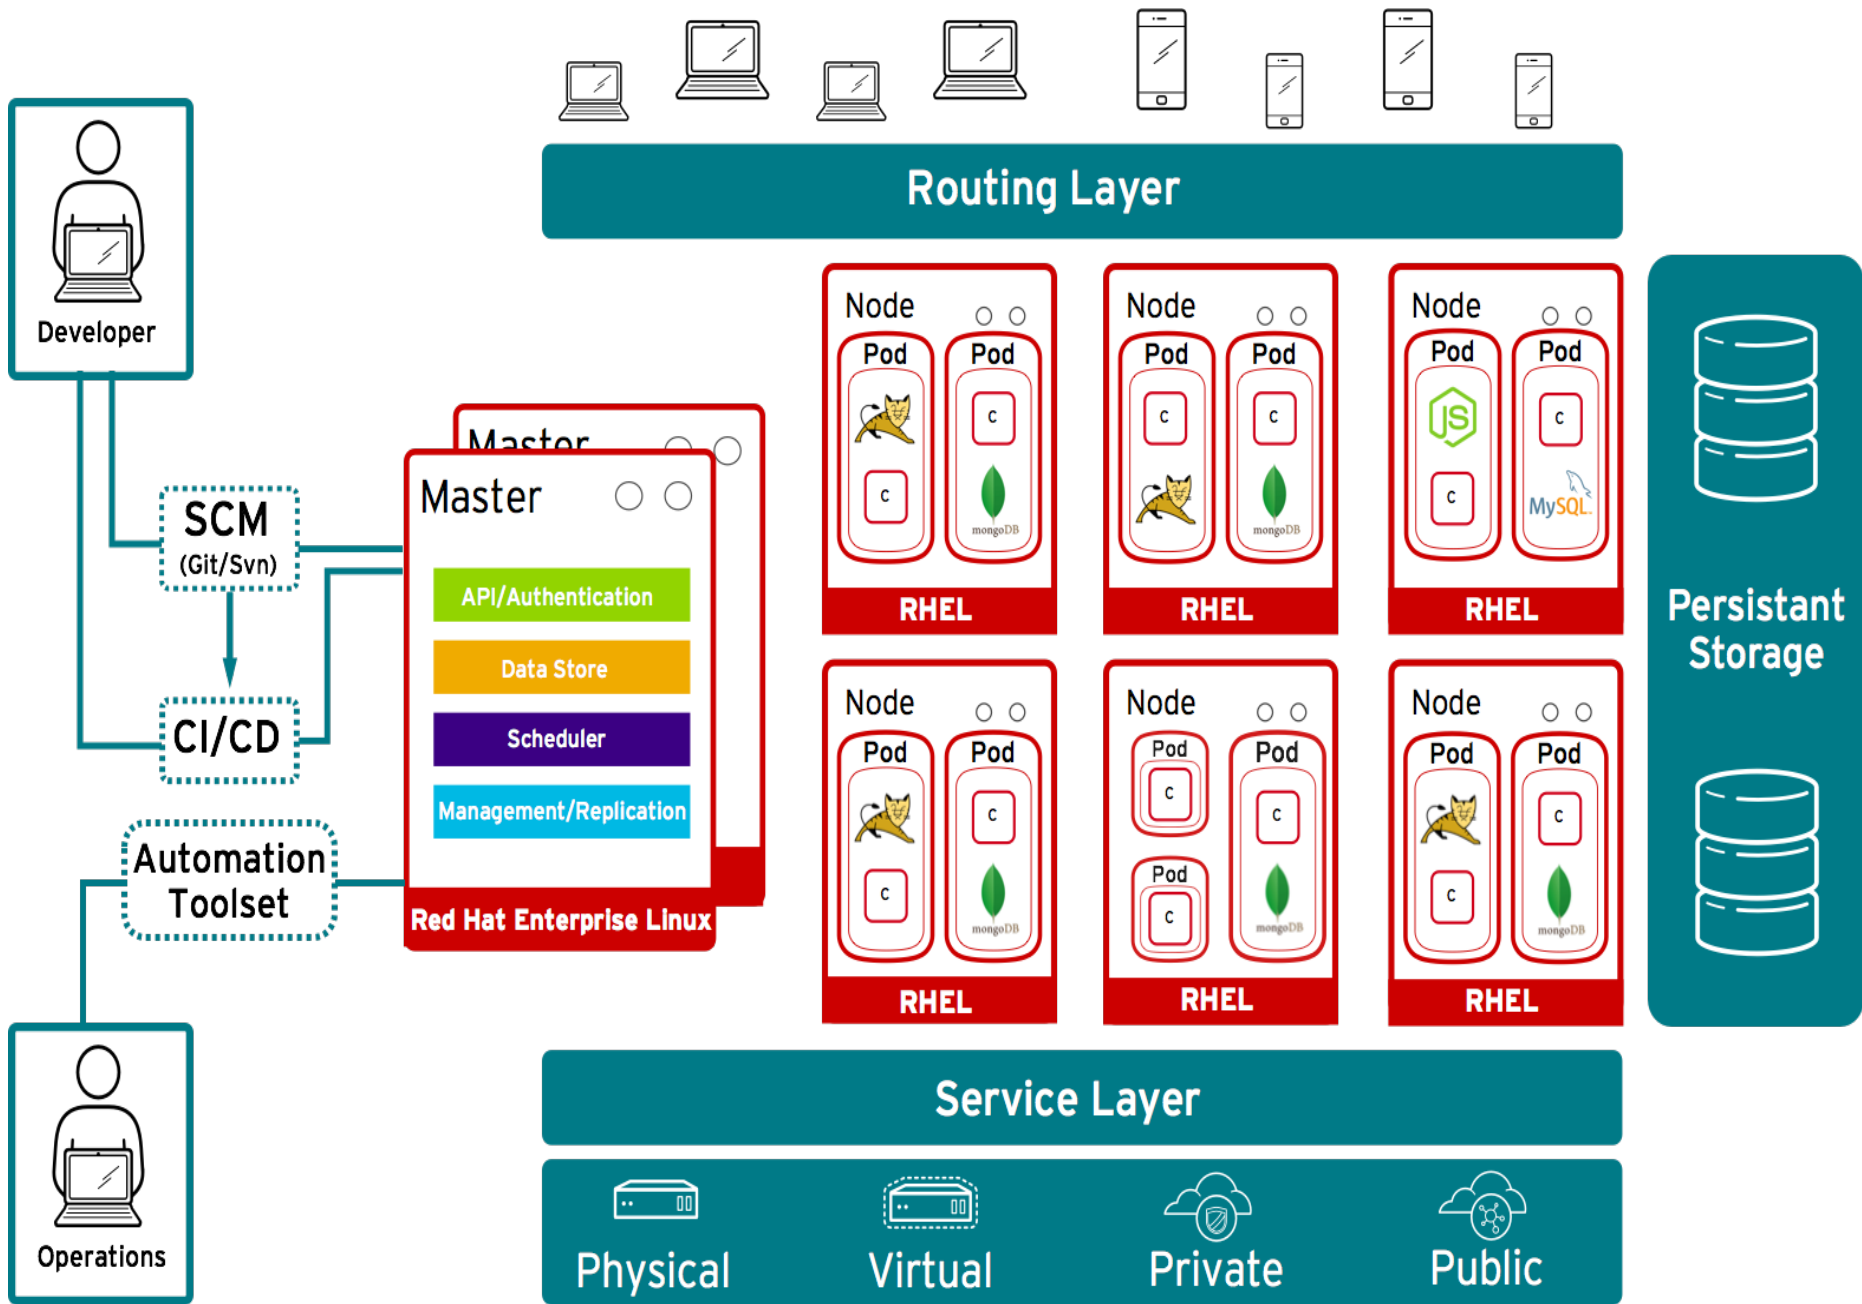 Routing Layer
Developer
SCM
(Git/Svn)
CI/CD
Automation
Toolset
Operations
Master
Master
API/Authentication
Data Store
Scheduler
Management/Replication
Red Hat Enterprise Linux
Node
Pod
Pod
C
C
mongoDB
RHEL
Node
Pod
Pod
C
C
mongoDB
RHEL
Node
Pod
Pod
JS
C
C
MySQL
RHEL
Node
Pod
Pod
C
C
mongoDB
RHEL
Node
Pod
C
Pod
C
Pod
C
mongoDB
RHEL
Node
Pod
Pod
C
C
mongoDB
RHEL
Persistant
Storage
Service Layer
Physical
Virtual
Private
Public